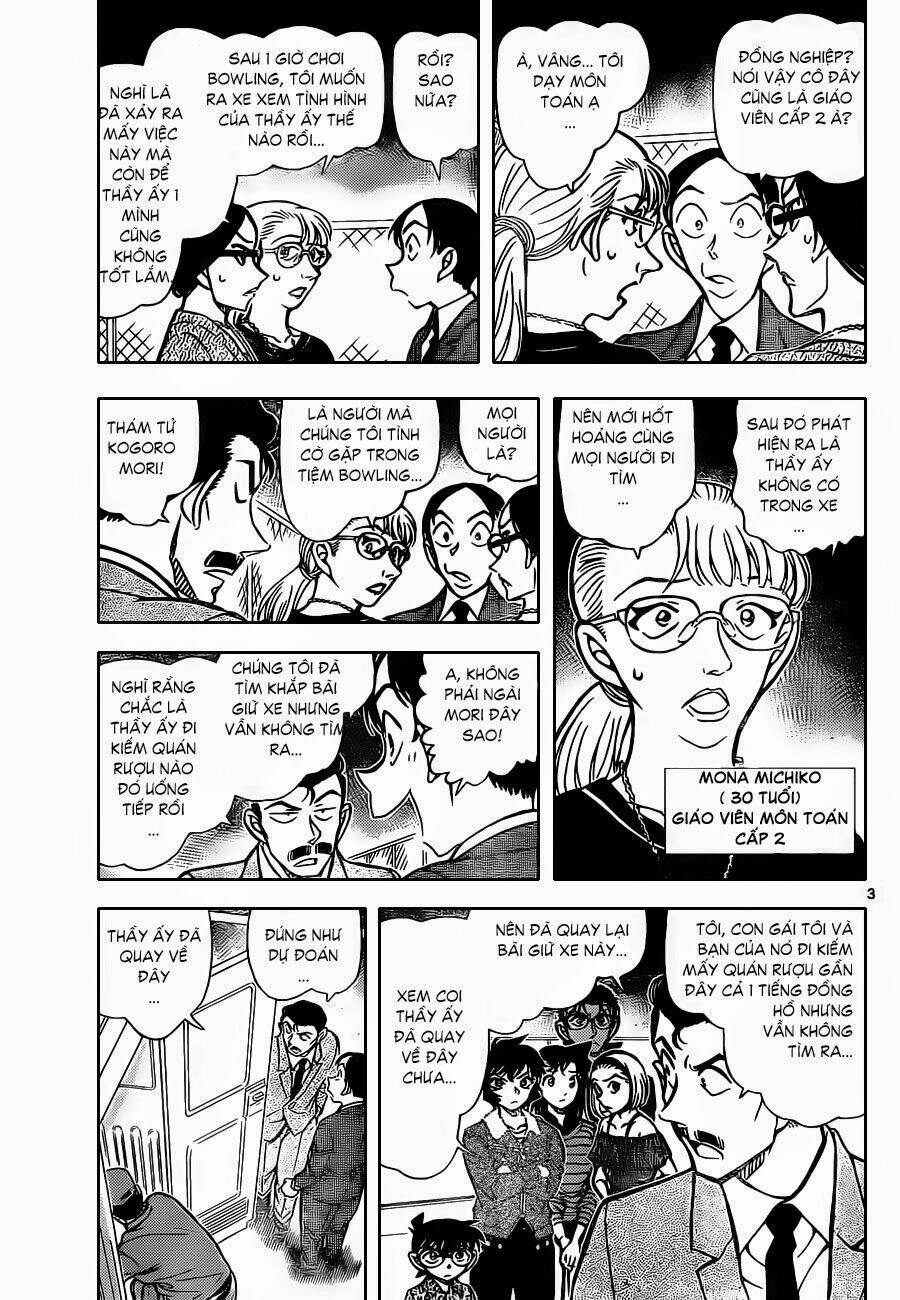 ĐỒNG NGHIỆP?
NÓI VẬY CÔ ĐÂY
CŨNG LÀ GIÁO
VIÊN CẤP 2 À?
À, VÂNG... TÔI
DẠY MÔN
TOÁN Ạ
...
RỒI?
SAO
NỮA?
SAU 1 GIỜ CHƠI
BOWLING, TÔI MUỐN
RA XE XEM TÌNH HÌNH
CỦA THẦY ẤY THẾ
NÀO RỒI...
NGHĨ LÀ
ĐÃ XẢY RA
MẤY VIỆC
NÀY MÀ
CÒN ĐỂ
THẦY ẤY 1
MÌNH
CŨNG
KHÔNG
TỐT LẮM
SAU ĐÓ PHÁT
HIỆN RA LÀ
THẦY ẤY
KHÔNG CÓ
TRONG XE
...
NÊN MỚI HỐT
HOẢNG CÙNG
MỌI NGƯỜI ĐI
TÌM
...
MONA MICHIKO
( 30 TUỔI)
GIÁO VIÊN MÔN TOÁN
CẤP 2
MỌI
NGƯỜI
LÀ?
LÀ NGƯỜI MÀ
CHÚNG TÔI TÌNH
CỜ GẶP TRONG
TIỆM BOWLING...
THÁM TỬ
KOGORO
MORI!
A, KHÔNG
PHẢI NGÀI
MORI ĐÂY
SAO!
CHÚNG TÔI ĐÃ
TÌM KHẮP BÃI
GIỮ XE NHƯNG
VẪN KHÔNG TÌM
RA...
NGHĨ RẰNG
CHẮC LÀ
THẦY ẤY ĐI
KIẾM QUÁN
RƯỢU NÀO
ĐÓ UỐNG
TIẾP RỒI
...
3
TÔI, CON GÁI TÔI VÀ
BẠN CỦA NÓ ĐI KIẾM
MẤY QUÁN RƯỢU GẦN
ĐÂY CẢ 1 TIẾNG ĐỒNG
HỒ NHƯNG
VẪN KHÔNG
TÌM RA...
NÊN ĐÃ QUAY LẠI
BÃI GIỮ XE NÀY...
XEM COI
THẦY ẤY
ĐÃ QUAY
VỀ ĐÂY
CHƯA...
ĐÚNG NHƯ
DỰ ĐOÁN
...
THẦY ẤY ĐÃ
QUAY VỀ
ĐÂY
...